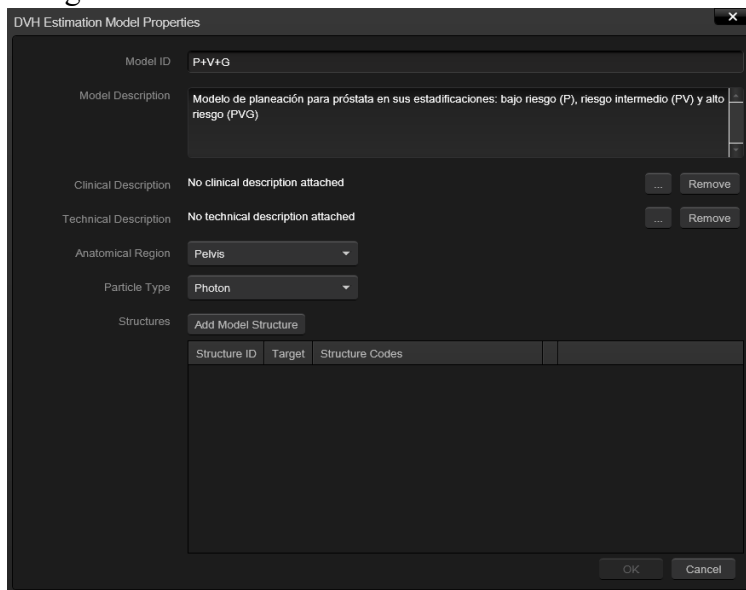 DVH Estimation Model Properties
Model ID P+V+G
Model Description Modelo de planeación para próstata en sus estadificaciones: bajo riesgo (P), riesgo intermedio (PV) y alto
riesgo (PVG)
Clinical Description No clinical description attached ... Remove
Technical Description No technical description attached ... Remove
Anatomical Region Pelvis
Particle Type Photon
Structures Add Model Structure
Structure ID Target Structure Codes
OK Cancel